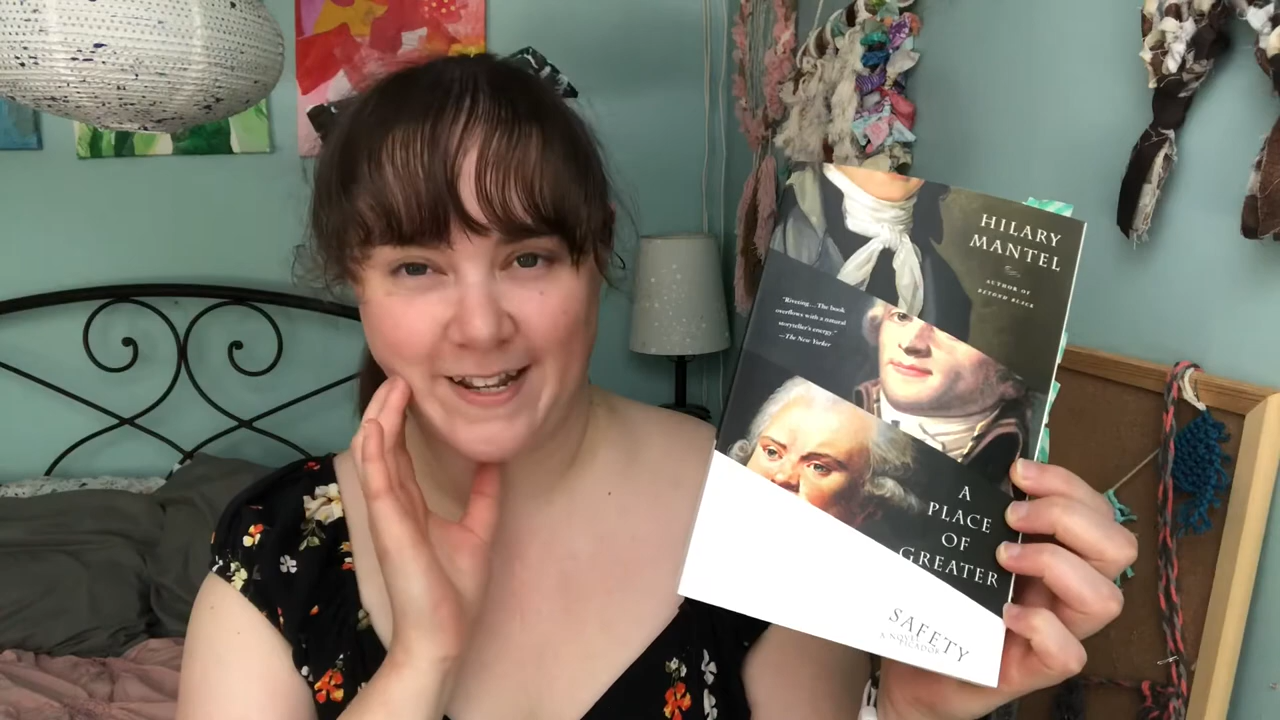 HILARY
MANTEL
AUTHOR OF
BEYOND BLACK
"Riveting... The book
overflows with a natural
storyteller's energy."
—The New Yorker
A
PLACE
OF
GREATER
SAFETY
A NOVEL
PICADOR